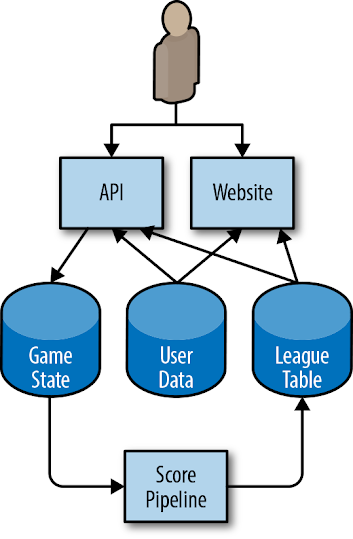 API
Website
Game
State
User
Data
League
Table
Score
Pipeline